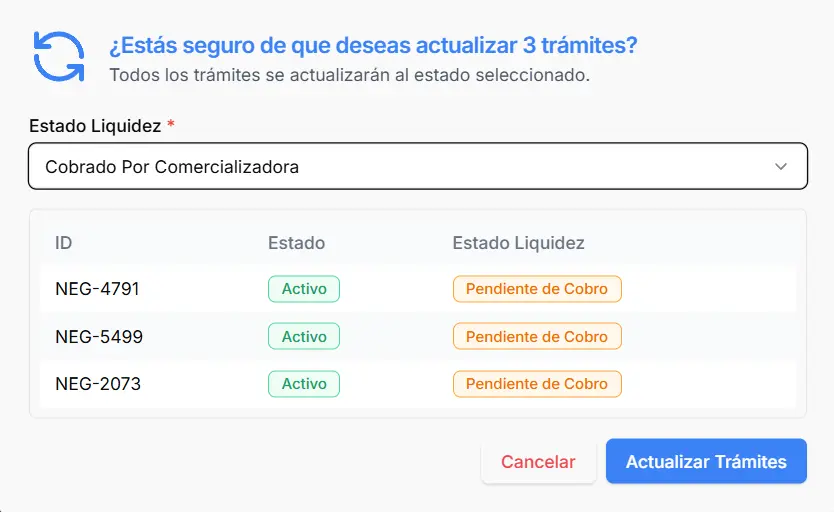 ¿Estás seguro de que deseas actualizar 3 trámites?
Todos los trámites se actualizarán al estado seleccionado.
Estado Liquidez *
Cobrado Por Comercializadora
ID Estado Estado Liquidez
NEG-4791 Activo Pendiente de Cobro
NEG-5499 Activo Pendiente de Cobro
NEG-2073 Activo Pendiente de Cobro
Cancelar Actualizar Trámites